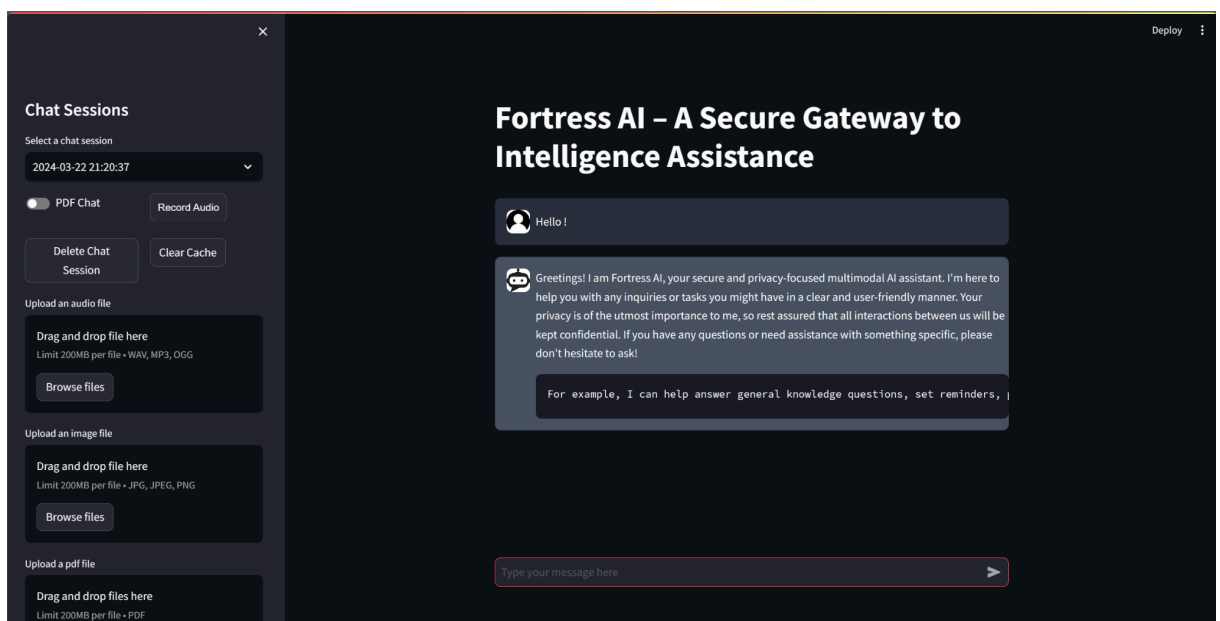 Deploy
Chat Sessions
Select a chat session
2024-03-22 21:20:37
PDF Chat
Record Audio
Delete Chat
Session
Clear Cache
Upload an audio file
Drag and drop file here
Limit 200MB per file • WAV, MP3, OGG
Browse files
Upload an image file
Drag and drop file here
Limit 200MB per file • JPG, JPEG, PNG
Browse files
Upload a pdf file
Drag and drop files here
Limit 200MB per file • PDF
Fortress AI – A Secure Gateway to
Intelligence Assistance
Hello !
Greetings! I am Fortress AI, your secure and privacy-focused multimodal AI assistant. I'm here to
help you with any inquiries or tasks you might have in a clear and user-friendly manner. Your
privacy is of the utmost importance to me, so rest assured that all interactions between us will be
kept confidential. If you have any questions or need assistance with something specific, please
don't hesitate to ask!
For example, I can help answer general knowledge questions, set reminders,
Type your message here